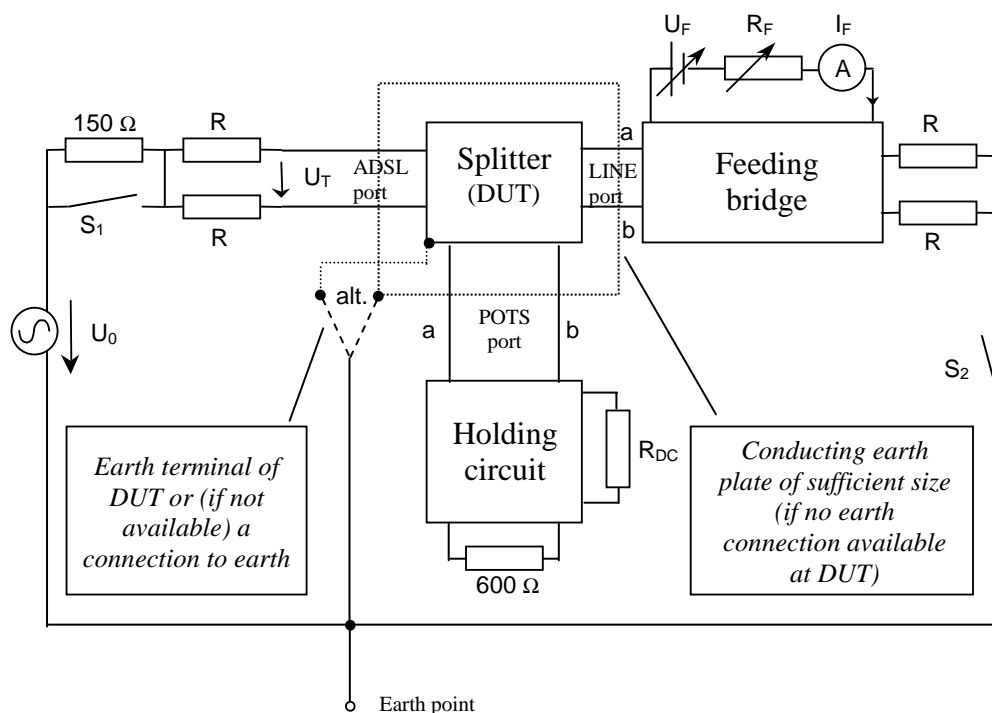 U_F R_F I_F
A
150 Ω R R
a
U_T ADSL port
Splitter (DUT)
LINE port
Feeding bridge
S_1 R b R
alt.
U_0
a POTS port b
S_2
Holding circuit
R_DC
600 Ω
Earth terminal of
DUT or (if not
available) a
connection to earth
Conducting earth
plate of sufficient size
(if no earth
connection available
at DUT)
Earth point